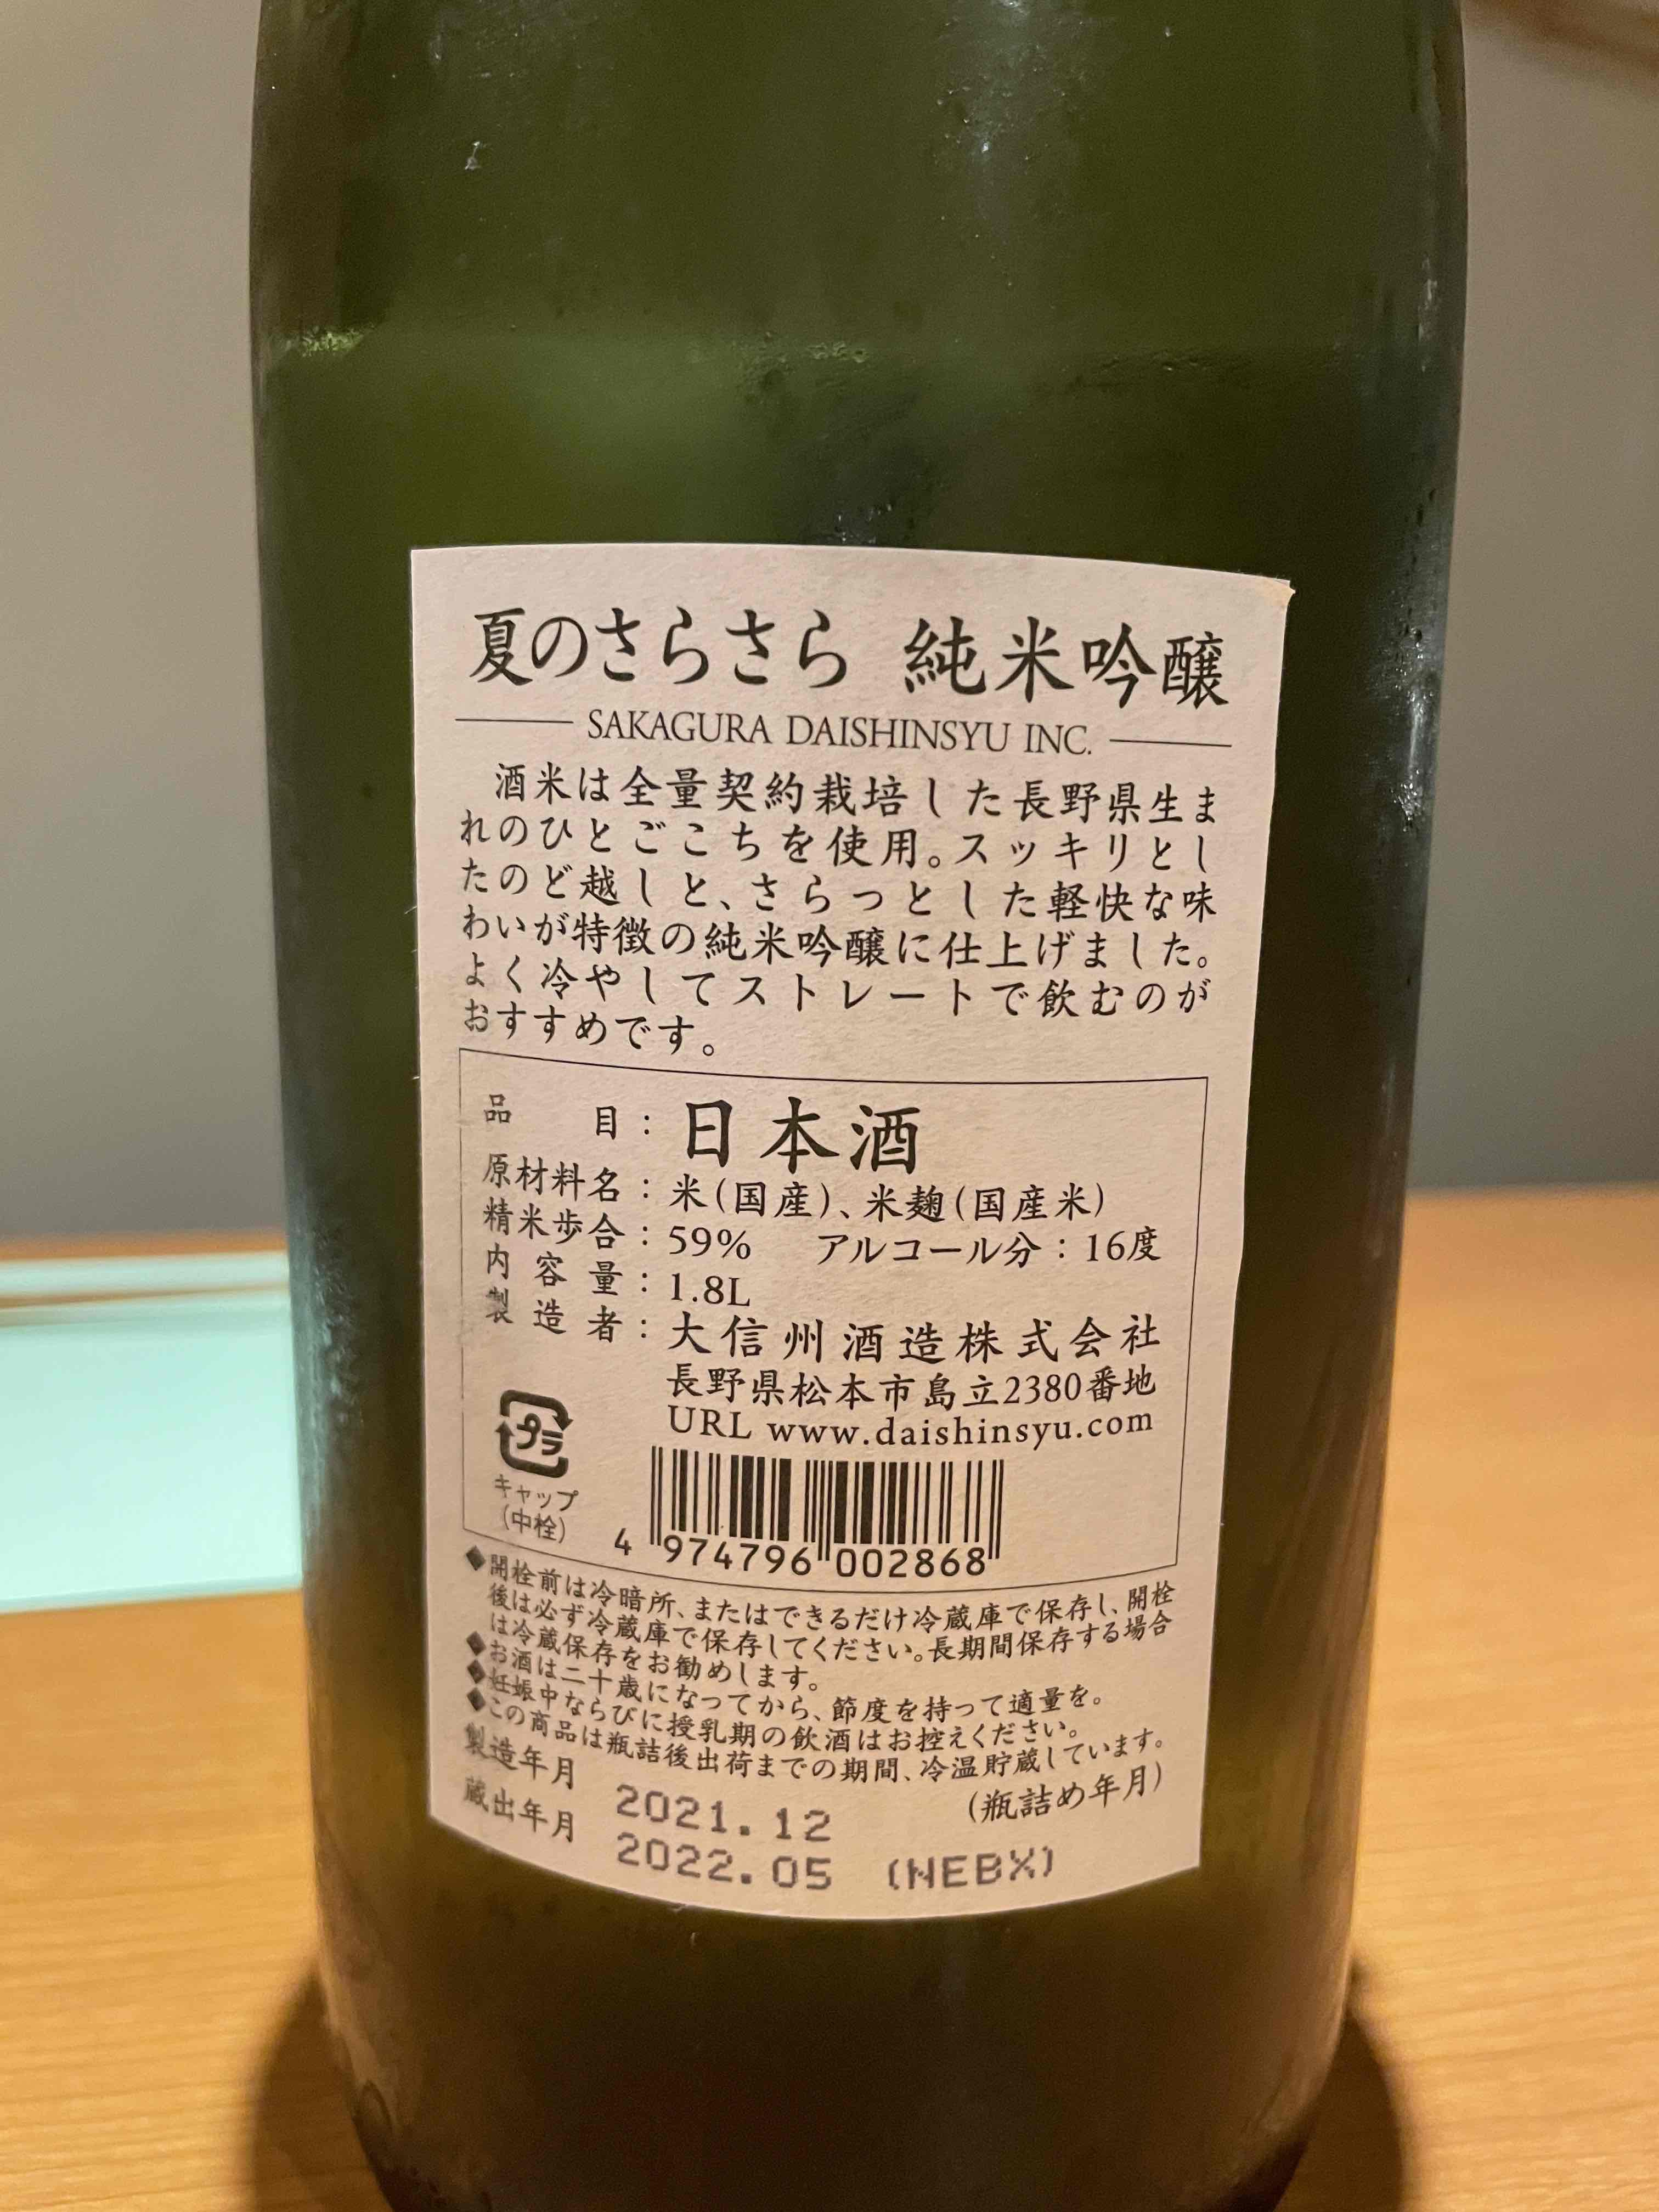 夏のさらさら 純米吟醸
SAKAGURA DAISHINSYU INC.
酒米は全量契約栽培した長野県生ま
れのひとごこちを使用。スッキリとし
たのど越しと、さらっとした軽快な味
わいが特徴の純米吟醸に仕上げました。
よく冷やしてストレートで飲むのが
おすすめです。
品目：日本酒
原材料名：米(国産)、米麹(国産米)
精米歩合：59% アルコール分：16度
内容量：1.8L
製造者：大信州酒造株式会社
長野県松本市島立2380番地
URL www.daishinsyu.com
プラ
キャップ
(中栓)
4 974796 002868
◆開栓前は冷暗所、またはできるだけ冷蔵庫で保存し、開栓
後は必ず冷蔵庫で保存してください。長期間保存する場合
は冷蔵保存をお勧めします。
◆お酒は二十歳になってから、節度を持って適量を。
◆妊娠中ならびに授乳期の飲酒はお控えください。
◆この商品は瓶詰後出荷までの期間、冷温貯蔵しています。
製造年月 2021.12 (瓶詰め年月)
蔵出年月 2022.05 (NEBX)